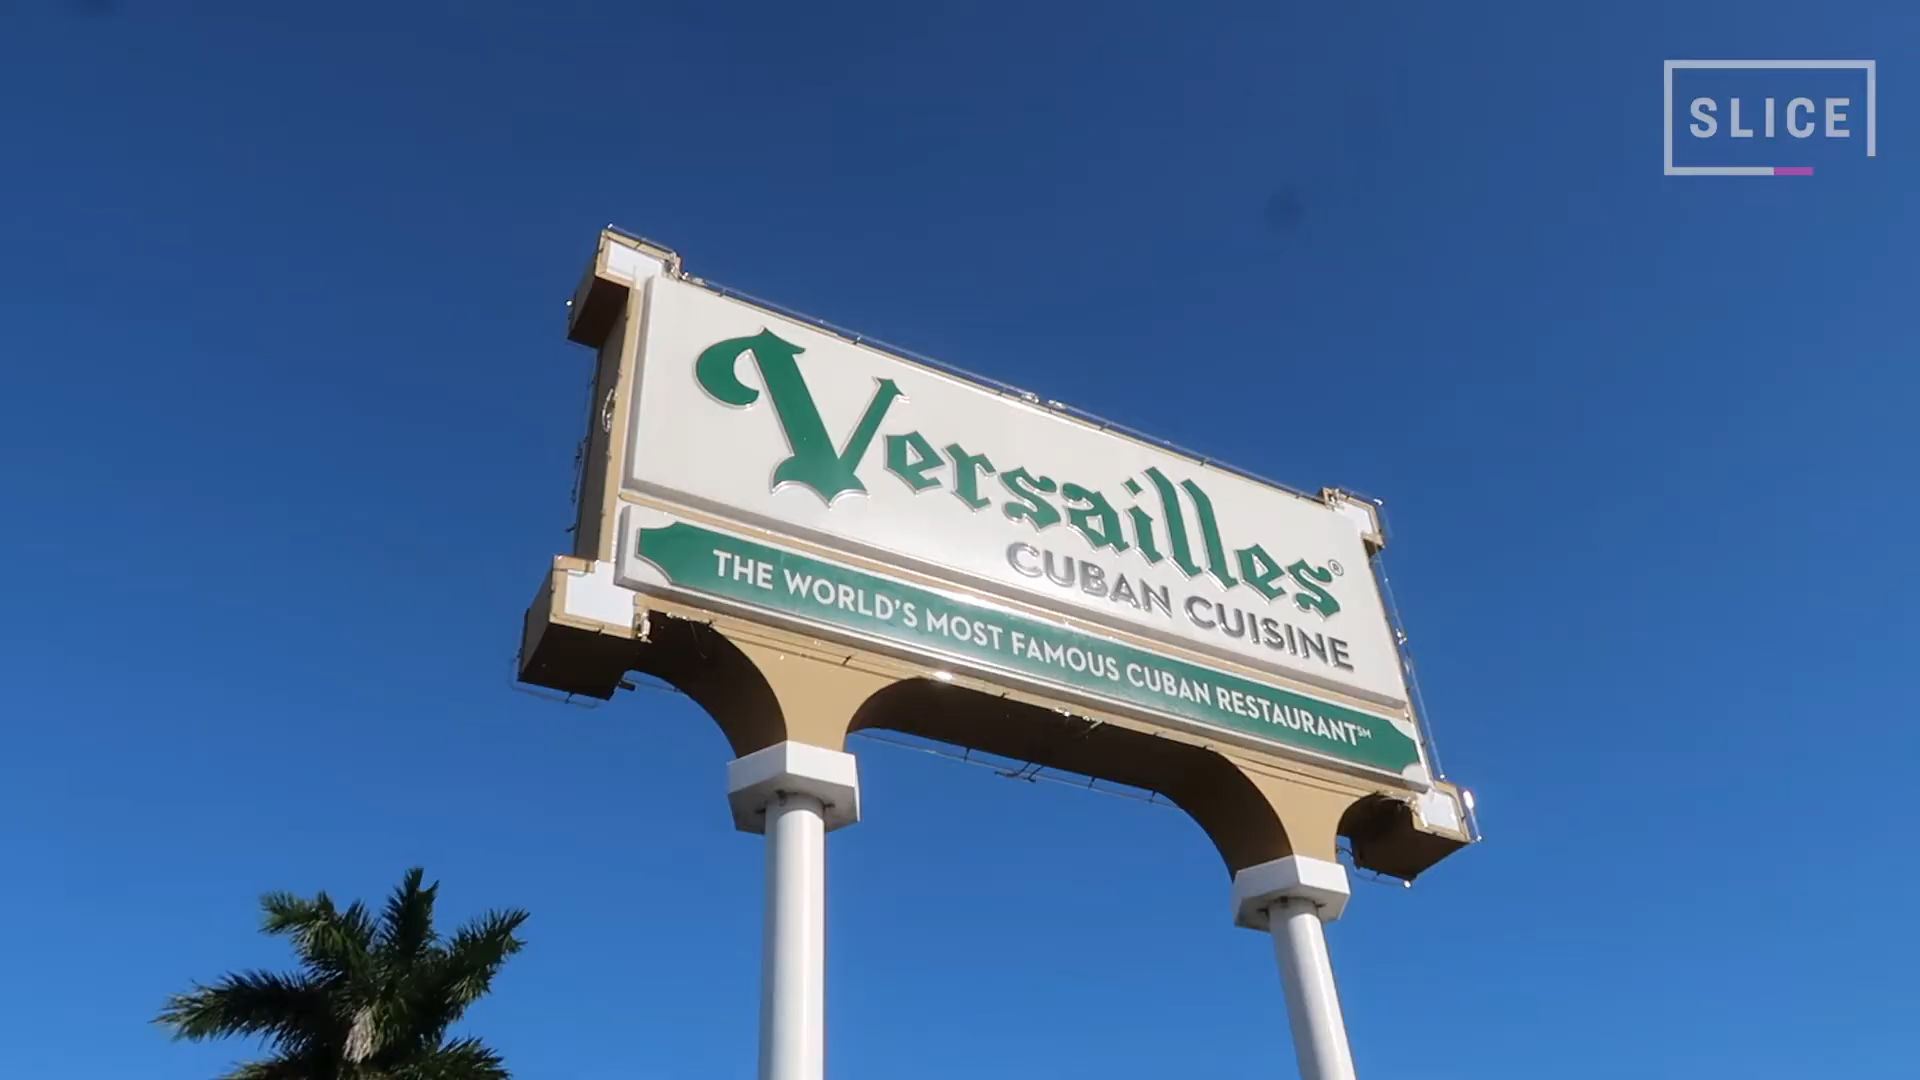 SLICE
Versailles®
CUBAN CUISINE
THE WORLD'S MOST FAMOUS CUBAN RESTAURANT℠